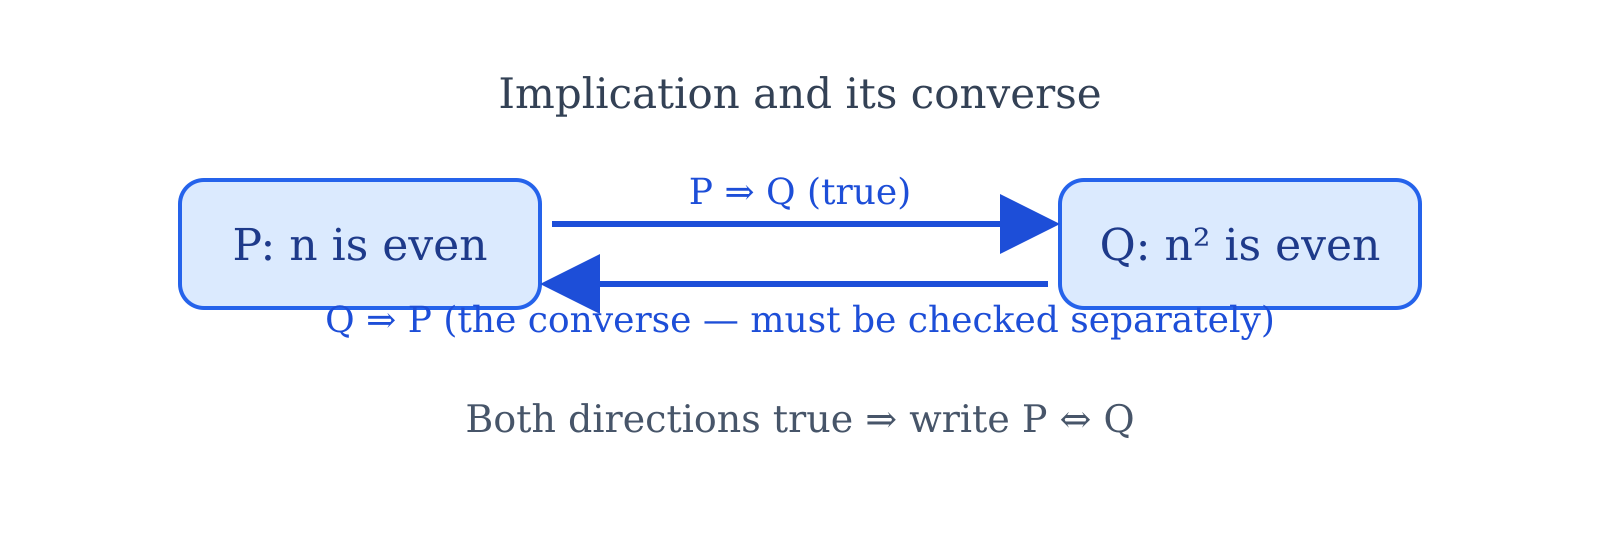 Implication and its converse
P ⇒ Q (true)
P: n is even
Q: n² is even
Q ⇒ P (the converse — must be checked separately)
Both directions true ⇒ write P ⇔ Q